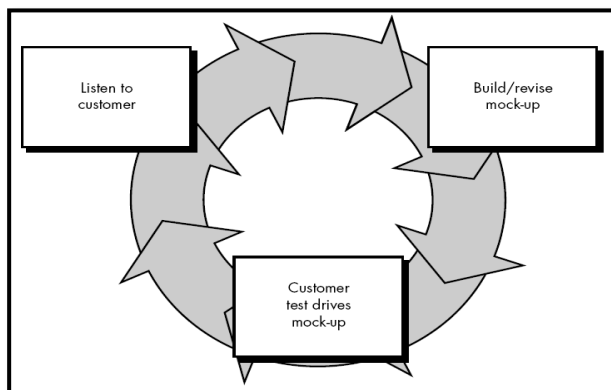 Listen to
customer
Build/revise
mock-up
Customer
test drives
mock-up